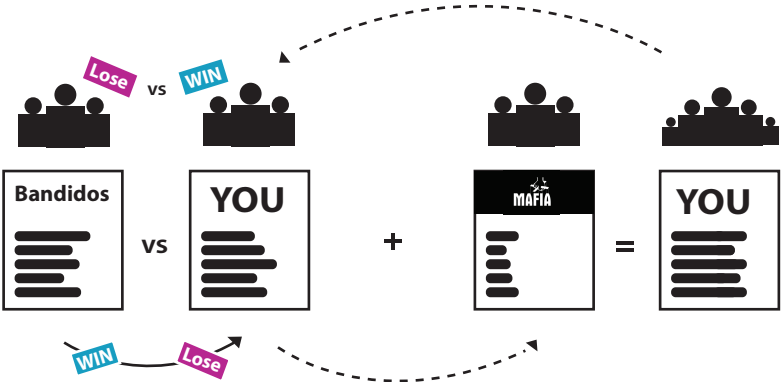 Lose vs WIN
Bandidos
YOU
MAFIA
YOU
vs
+
=
WIN
Lose